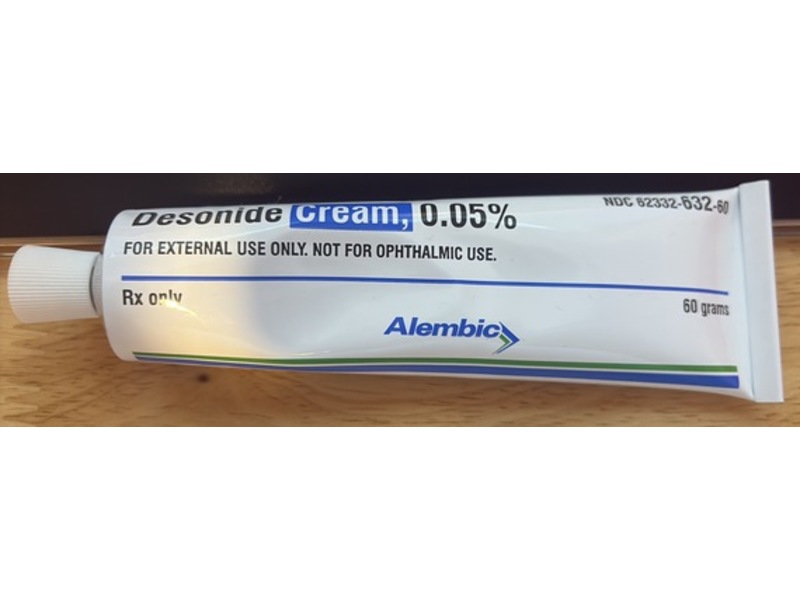 Desonide Cream, 0.05%
NDC 62332-632-60
FOR EXTERNAL USE ONLY. NOT FOR OPHTHALMIC USE.
Rx only
60 grams
Alembic